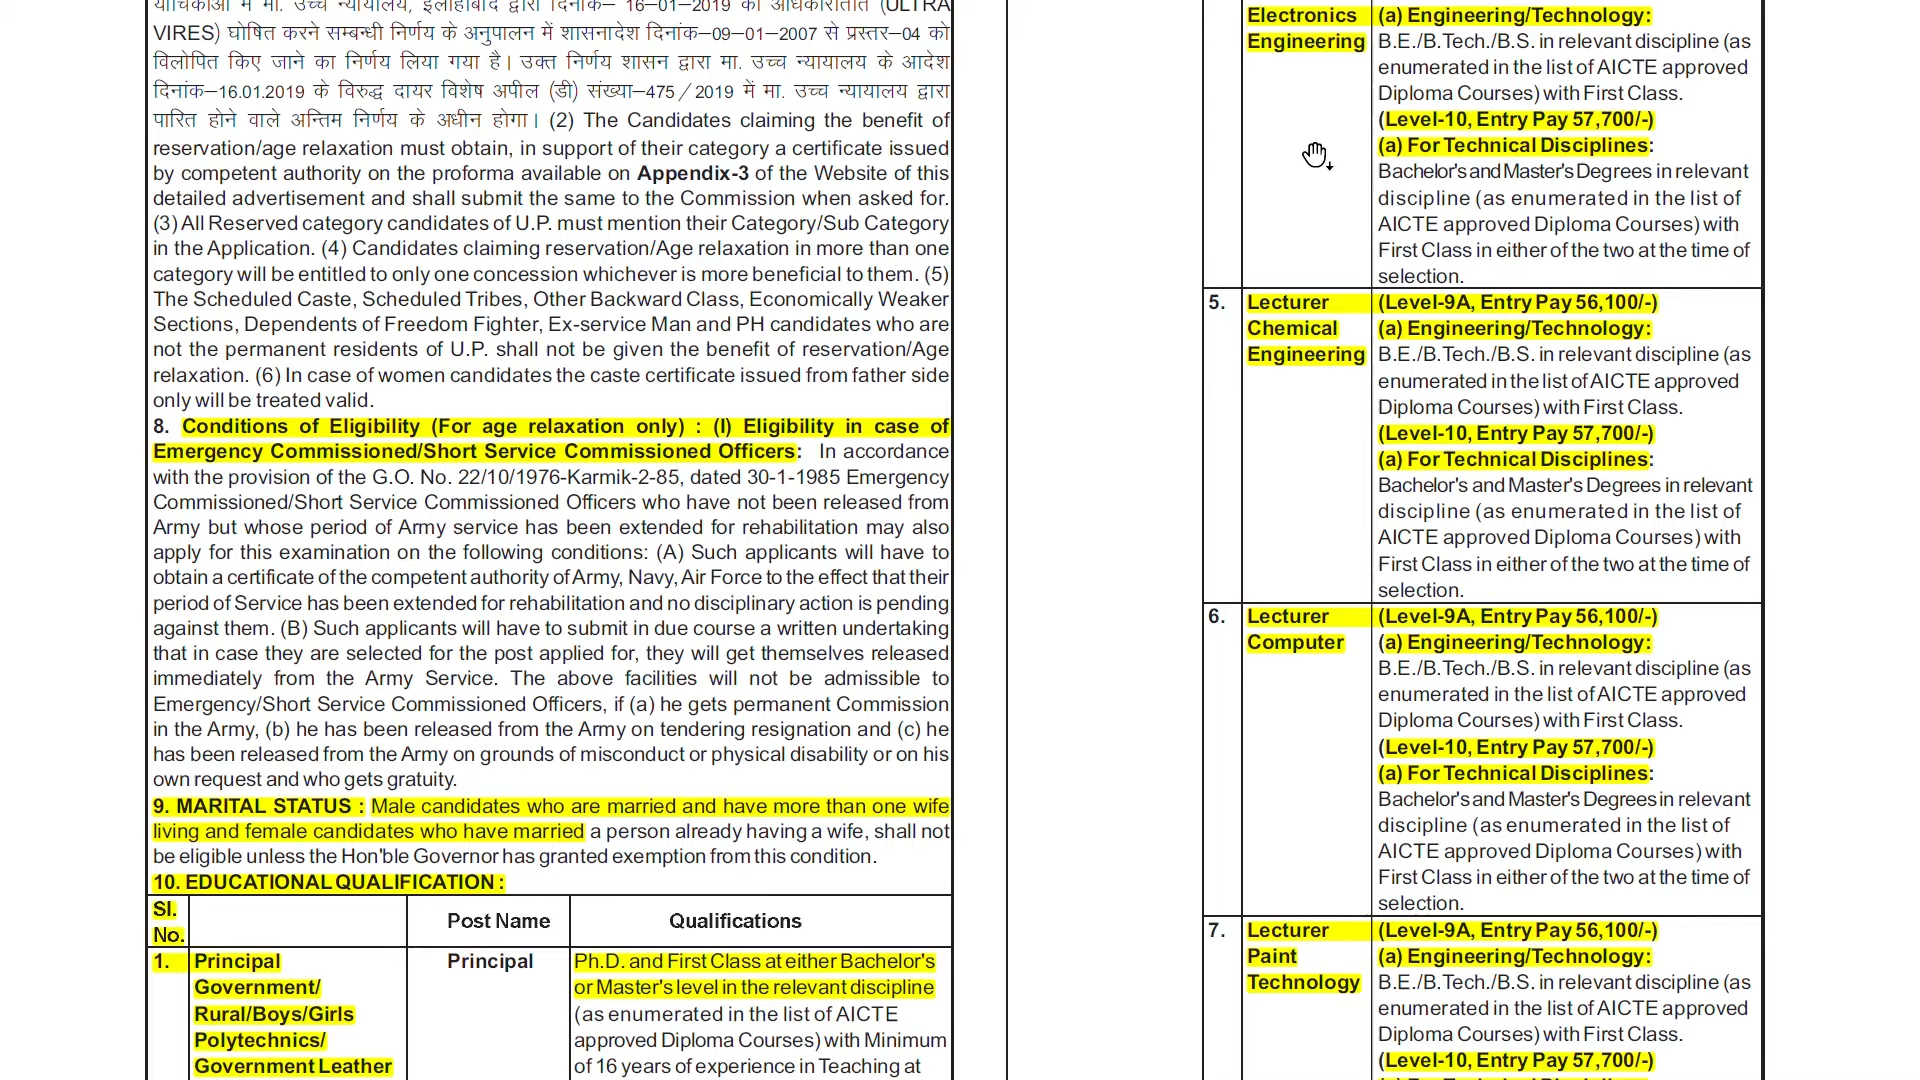 याचिकाओं में मा. उच्च न्यायालय, इलाहाबाद द्वारा दिनांक– 16–01–2019 को अधिकारातीत (ULTRA
VIRES) घोषित करने सम्बन्धी निर्णय के अनुपालन में शासनादेश दिनांक–09–01–2007 से प्रस्तर–04 को
विलोपित किए जाने का निर्णय लिया गया है। उक्त निर्णय शासन द्वारा मा. उच्च न्यायालय के आदेश
दिनांक–16.01.2019 के विरुद्ध दायर विशेष अपील (डी) संख्या–475/2019 में मा. उच्च न्यायालय द्वारा
पारित होने वाले अन्तिम निर्णय के अधीन होगा। (2) The Candidates claiming the benefit of
reservation/age relaxation must obtain, in support of their category a certificate issued
by competent authority on the proforma available on Appendix-3 of the Website of this
detailed advertisement and shall submit the same to the Commission when asked for.
(3) All Reserved category candidates of U.P. must mention their Category/Sub Category
in the Application. (4) Candidates claiming reservation/Age relaxation in more than one
category will be entitled to only one concession whichever is more beneficial to them. (5)
The Scheduled Caste, Scheduled Tribes, Other Backward Class, Economically Weaker
Sections, Dependents of Freedom Fighter, Ex-service Man and PH candidates who are
not the permanent residents of U.P. shall not be given the benefit of reservation/Age
relaxation. (6) In case of women candidates the caste certificate issued from father side
only will be treated valid.
8. Conditions of Eligibility (For age relaxation only) : (I) Eligibility in case of
Emergency Commissioned/Short Service Commissioned Officers: In accordance
with the provision of the G.O. No. 22/10/1976-Karmik-2-85, dated 30-1-1985 Emergency
Commissioned/Short Service Commissioned Officers who have not been released from
Army but whose period of Army service has been extended for rehabilitation may also
apply for this examination on the following conditions: (A) Such applicants will have to
obtain a certificate of the competent authority of Army, Navy, Air Force to the effect that their
period of Service has been extended for rehabilitation and no disciplinary action is pending
against them. (B) Such applicants will have to submit in due course a written undertaking
that in case they are selected for the post applied for, they will get themselves released
immediately from the Army Service. The above facilities will not be admissible to
Emergency/Short Service Commissioned Officers, if (a) he gets permanent Commission
in the Army, (b) he has been released from the Army on tendering resignation and (c) he
has been released from the Army on grounds of misconduct or physical disability or on his
own request and who gets gratuity.
9. MARITAL STATUS : Male candidates who are married and have more than one wife
living and female candidates who have married a person already having a wife, shall not
be eligible unless the Hon'ble Governor has granted exemption from this condition.
10. EDUCATIONAL QUALIFICATION :
Sl.
No.
Post Name
Qualifications
1.
Principal
Government/
Rural/Boys/Girls
Polytechnics/
Government Leather
Principal
Ph.D. and First Class at either Bachelor's
or Master's level in the relevant discipline
(as enumerated in the list of AICTE
approved Diploma Courses) with Minimum
of 16 years of experience in Teaching at
Electronics
Engineering
(a) Engineering/Technology:
B.E./B.Tech./B.S. in relevant discipline (as
enumerated in the list of AICTE approved
Diploma Courses) with First Class.
(Level-10, Entry Pay 57,700/-)
(a) For Technical Disciplines:
Bachelor's and Master's Degrees in relevant
discipline (as enumerated in the list of
AICTE approved Diploma Courses) with
First Class in either of the two at the time of
selection.
5.
Lecturer
Chemical
Engineering
(Level-9A, Entry Pay 56,100/-)
(a) Engineering/Technology:
B.E./B.Tech./B.S. in relevant discipline (as
enumerated in the list of AICTE approved
Diploma Courses) with First Class.
(Level-10, Entry Pay 57,700/-)
(a) For Technical Disciplines:
Bachelor's and Master's Degrees in relevant
discipline (as enumerated in the list of
AICTE approved Diploma Courses) with
First Class in either of the two at the time of
selection.
6.
Lecturer
Computer
(Level-9A, Entry Pay 56,100/-)
(a) Engineering/Technology:
B.E./B.Tech./B.S. in relevant discipline (as
enumerated in the list of AICTE approved
Diploma Courses) with First Class.
(Level-10, Entry Pay 57,700/-)
(a) For Technical Disciplines:
Bachelor's and Master's Degrees in relevant
discipline (as enumerated in the list of
AICTE approved Diploma Courses) with
First Class in either of the two at the time of
selection.
7.
Lecturer
Paint
Technology
(Level-9A, Entry Pay 56,100/-)
(a) Engineering/Technology:
B.E./B.Tech./B.S. in relevant discipline (as
enumerated in the list of AICTE approved
Diploma Courses) with First Class.
(Level-10, Entry Pay 57,700/-)